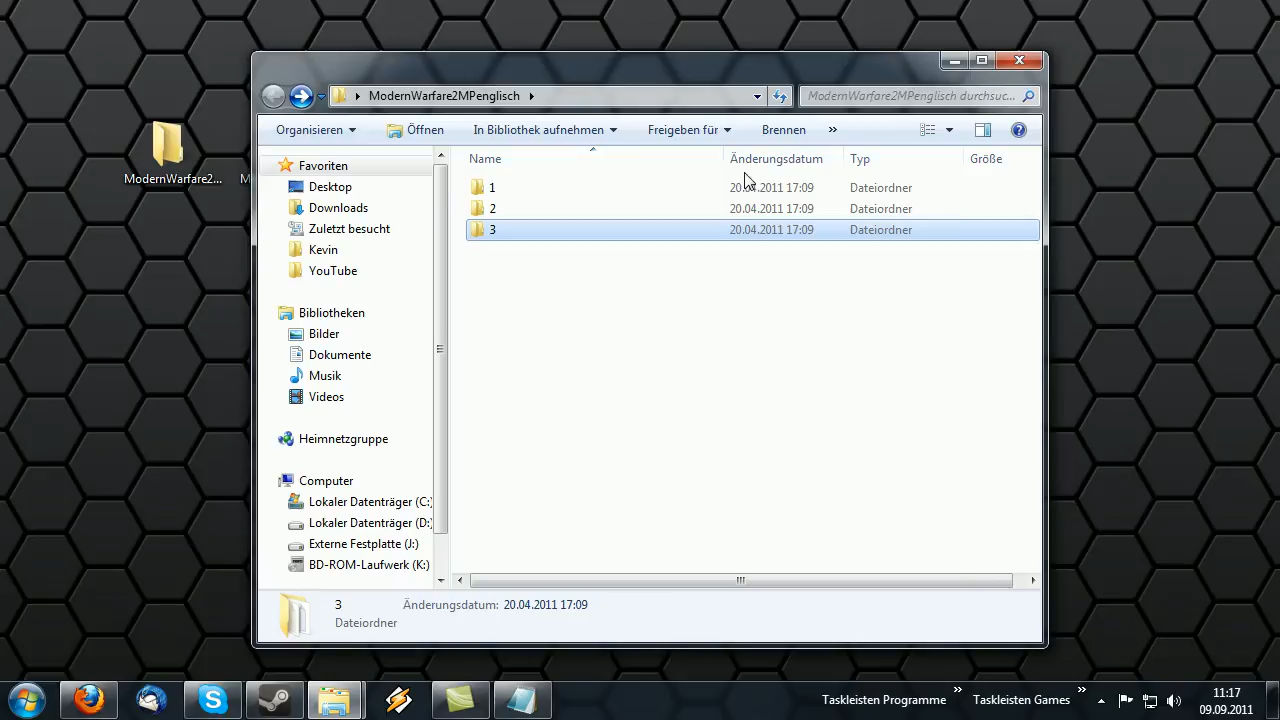 ModernWarfare2...
M
ModernWarfare2MPenglisch
ModernWarfare2MPenglisch durchsuc...
Organisieren
Öffnen
In Bibliothek aufnehmen
Freigeben für
Brennen
»
Name
Änderungsdatum
Typ
Größe
1
20.04.2011 17:09
Dateiordner
2
20.04.2011 17:09
Dateiordner
3
20.04.2011 17:09
Dateiordner
Favoriten
Desktop
Downloads
Zuletzt besucht
Kevin
YouTube
Bibliotheken
Bilder
Dokumente
Musik
Videos
Heimnetzgruppe
Computer
Lokaler Datenträger (C:)
Lokaler Datenträger (D:)
Externe Festplatte (J:)
BD-ROM-Laufwerk (K:)
3
Änderungsdatum: 20.04.2011 17:09
Dateiordner
Taskleisten Programme »
Taskleisten Games »
11:17
09.09.2011